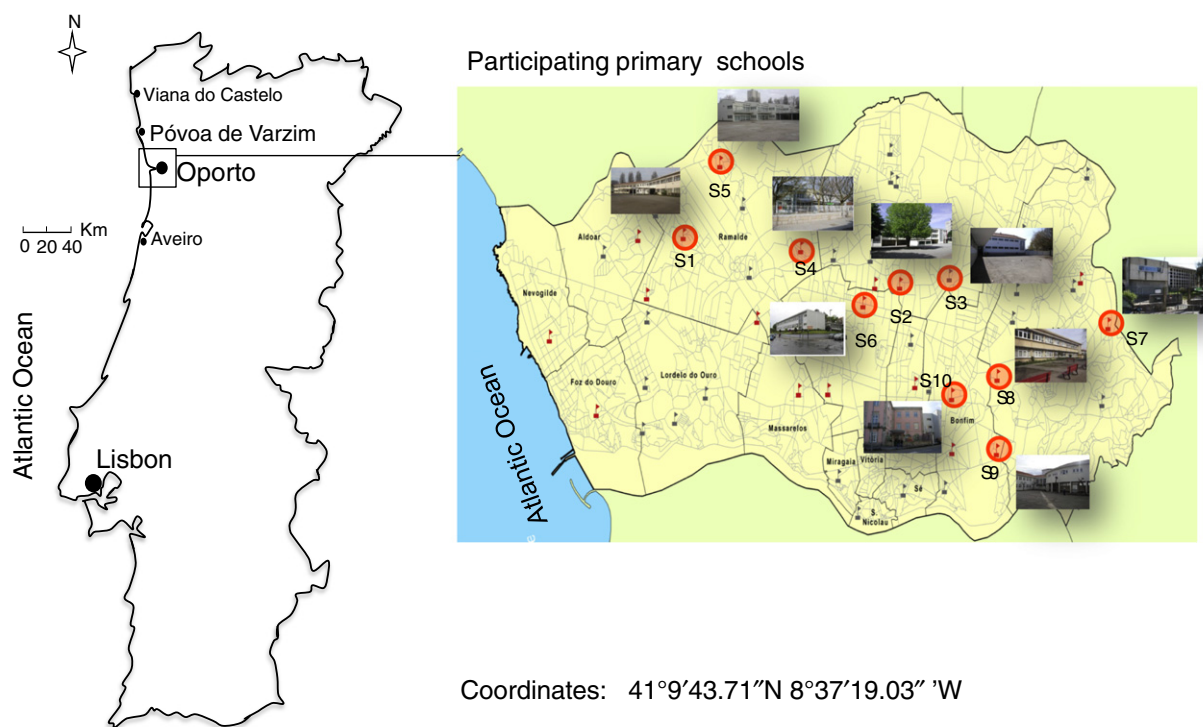 N
Viana do Castelo
Póvoa de Varzim
Oporto
Km
0 20 40
Aveiro
Atlantic Ocean
Lisbon
Participating primary schools
S5
Aldoar
S1
Ramalde
S4
Nevogilde
S2
S3
S6
S7
Foz do Douro
Lordelo do Ouro
S10
S8
Massarelos
Bonfim
Miragaia
Vitória
S9
Sé
S.
Nicolau
Atlantic Ocean
Coordinates: 41°9′43.71″N 8°37′19.03″ ′W